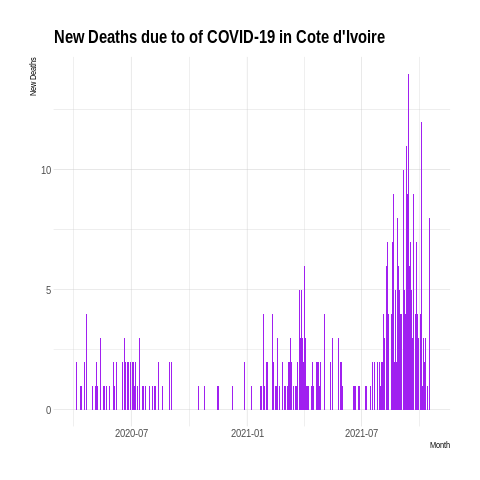 New Deaths due to of COVID-19 in Cote d'Ivoire
New Deaths
10
5
0
2020-07
2021-01
2021-07
Month